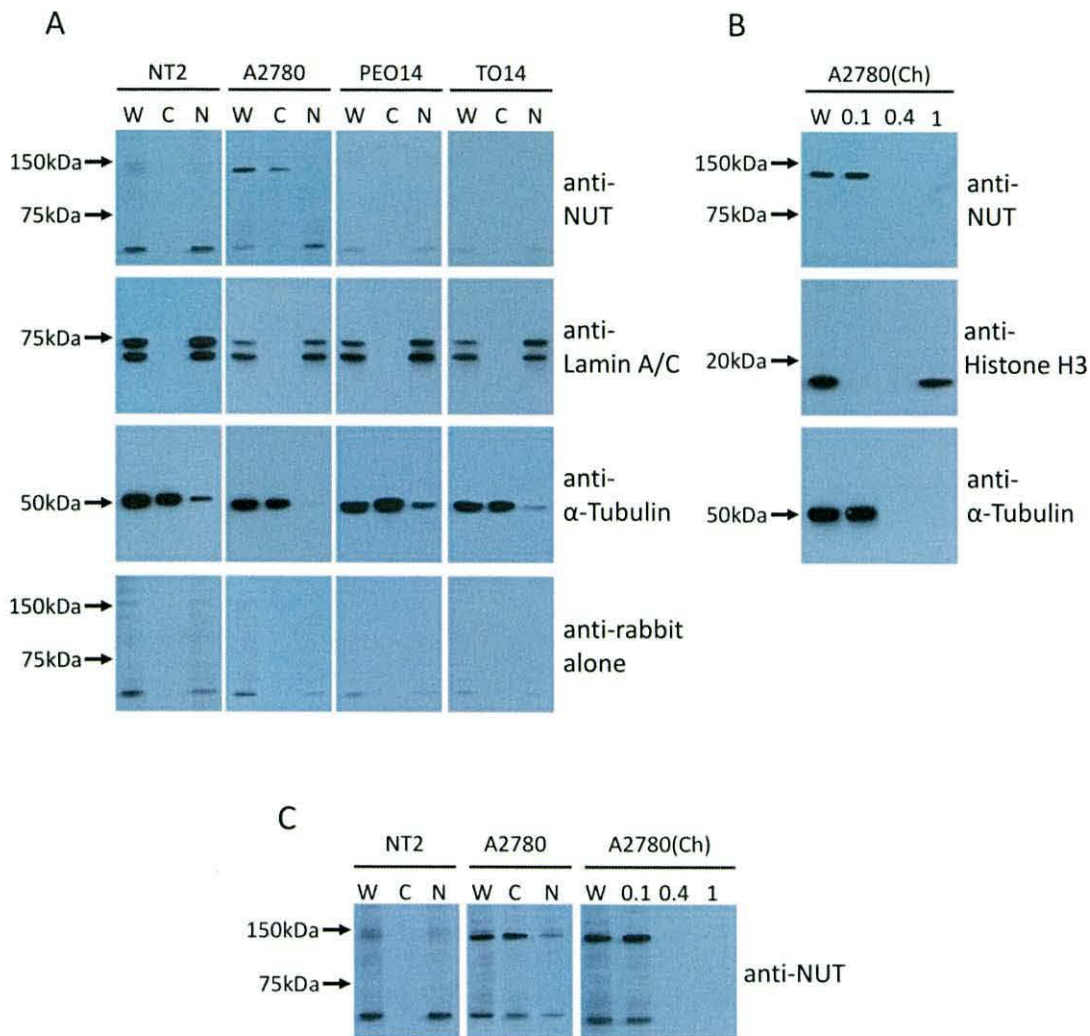 A
NT2 A2780 PEO14 TO14
W C N W C N W C N W C N
150kDa
75kDa
anti-
NUT
75kDa
anti-
Lamin A/C
50kDa
anti-
α-Tubulin
150kDa
75kDa
anti-rabbit
alone
B
A2780(Ch)
W 0.1 0.4 1
150kDa
75kDa
anti-
NUT
20kDa
anti-
Histone H3
50kDa
anti-
α-Tubulin
C
NT2 A2780 A2780(Ch)
W C N W C N W 0.1 0.4 1
150kDa
75kDa
anti-NUT